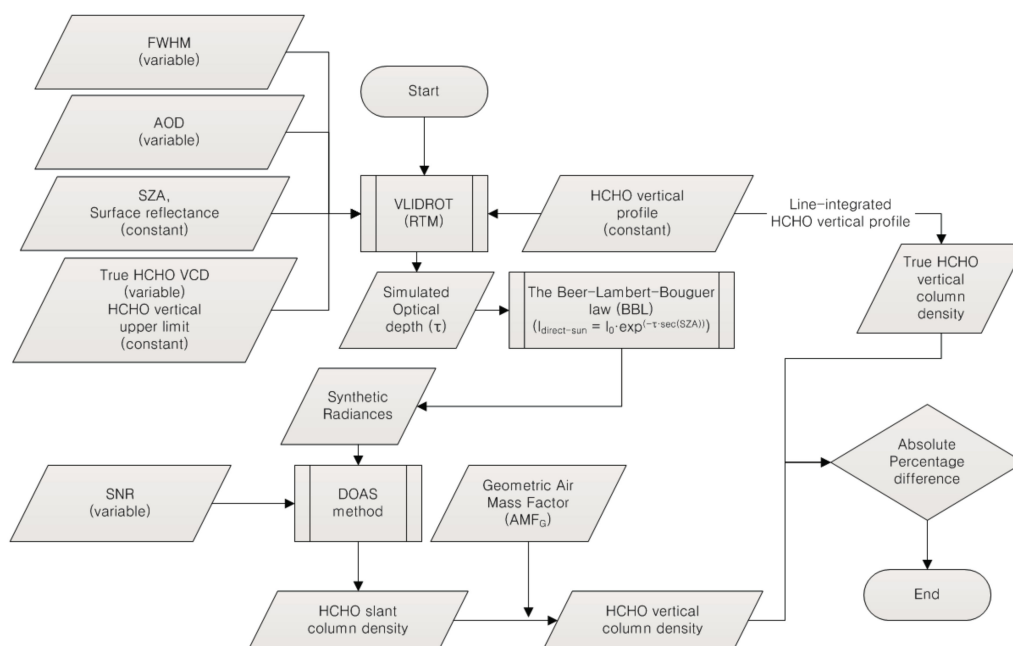 FWHM
(variable)
Start
AOD
(variable)
SZA,
Surface reflectance
(constant)
VLIDROT
(RTM)
HCHO vertical
profile
(constant)
Line-integrated
HCHO vertical profile
True HCHO VCD
(variable)
HCHO vertical
upper limit
(constant)
Simulated
Optical
depth (τ)
The Beer-Lambert-Bouguer
law (BBL)
(Idirect-sun = I0·exp(-τ·sec(SZA)))
True HCHO
vertical
column
density
Synthetic
Radiances
Absolute
Percentage
difference
SNR
(variable)
DOAS
method
Geometric Air
Mass Factor
(AMFG)
End
HCHO slant
column density
HCHO vertical
column density